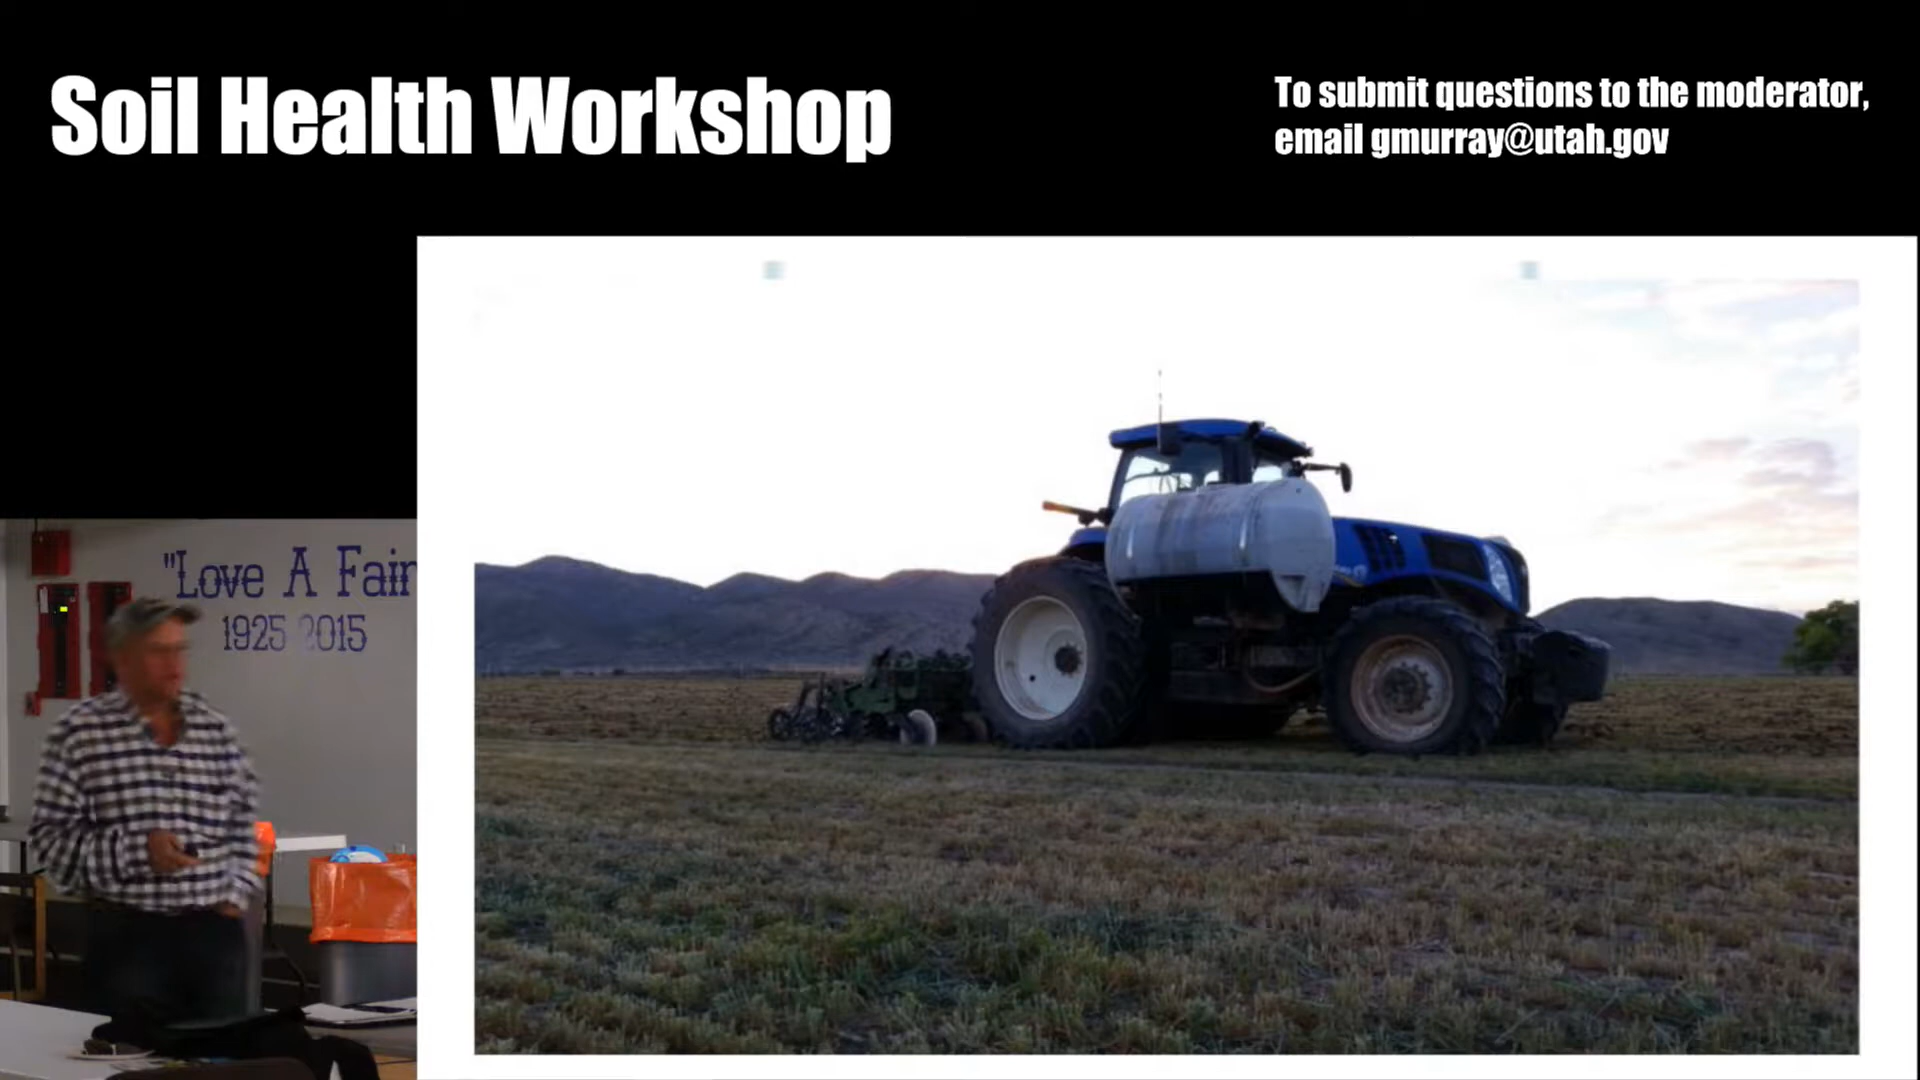 Soil Health Workshop
To submit questions to the moderator,
email gmurray@utah.gov
"Love A Fair
1925 2015